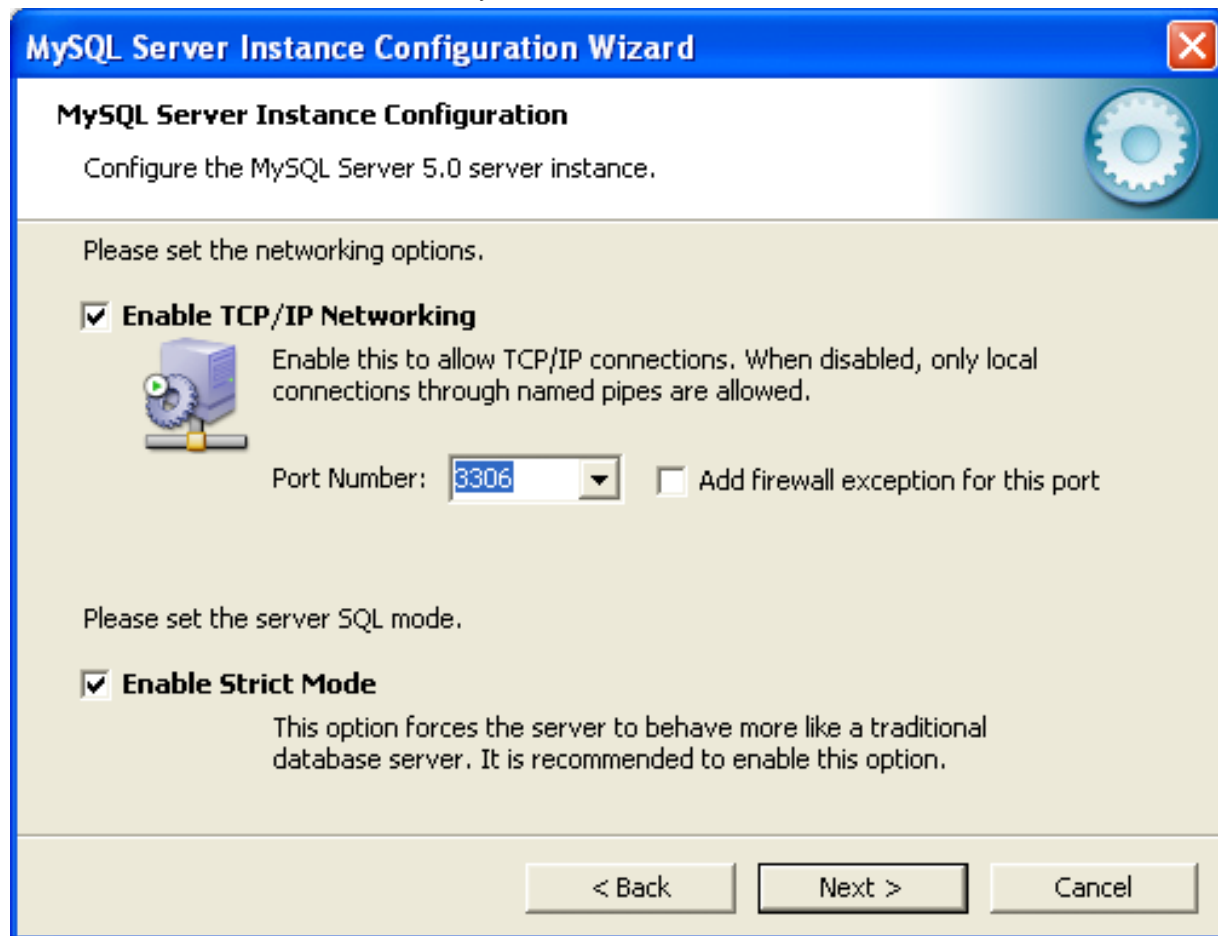 MySQL Server Instance Configuration Wizard
MySQL Server Instance Configuration
Configure the MySQL Server 5.0 server instance.
Please set the networking options.
Enable TCP/IP Networking
Enable this to allow TCP/IP connections. When disabled, only local
connections through named pipes are allowed.
Port Number: 3306 Add firewall exception for this port
Please set the server SQL mode.
Enable Strict Mode
This option forces the server to behave more like a traditional
database server. It is recommended to enable this option.
< Back Next > Cancel